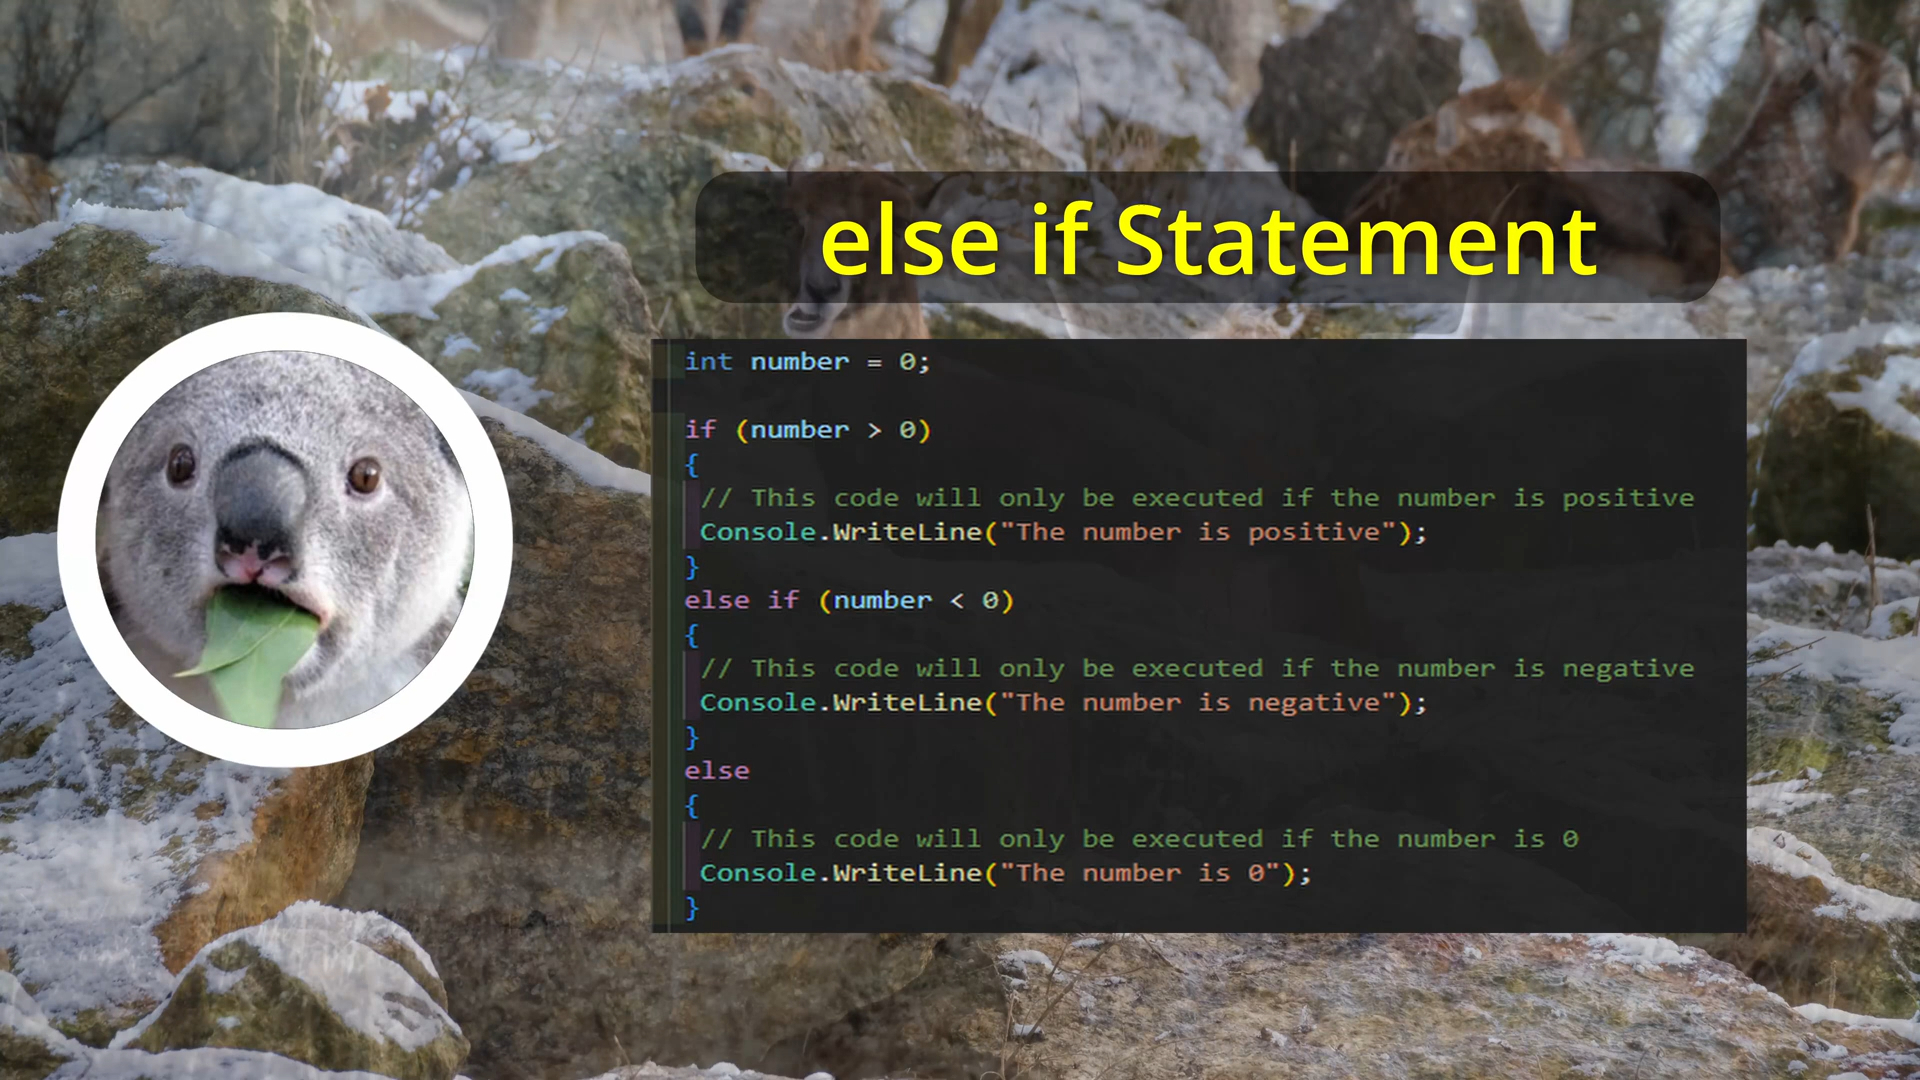 else if Statement
int number = 0;
if (number > 0)
{
// This code will only be executed if the number is positive
Console.WriteLine("The number is positive");
}
else if (number < 0)
{
// This code will only be executed if the number is negative
Console.WriteLine("The number is negative");
}
else
{
// This code will only be executed if the number is 0
Console.WriteLine("The number is 0");
}